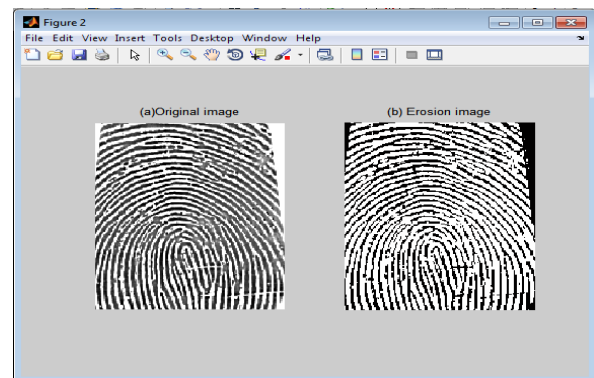 Figure 2
File Edit View Insert Tools Desktop Window Help
(a)Original image
(b) Erosion image